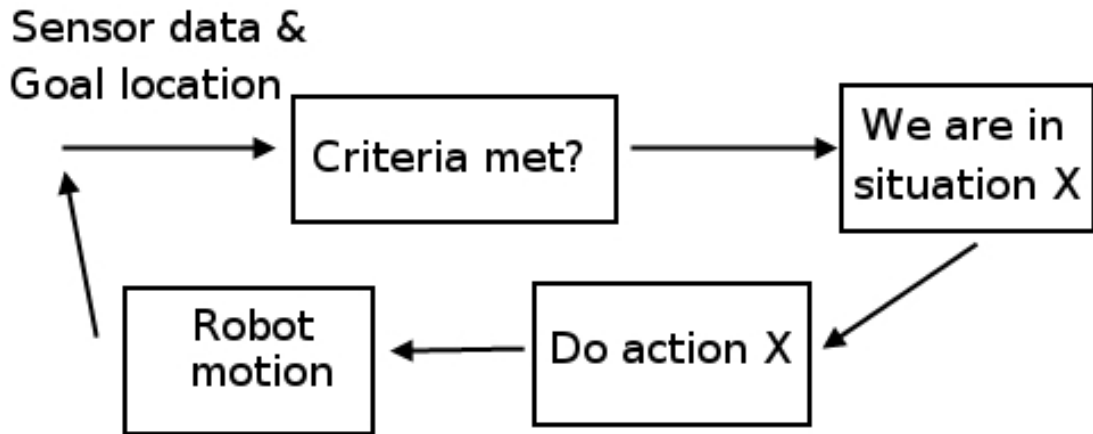 Sensor data &
Goal location
Criteria met?
We are in
situation X
Do action X
Robot
motion